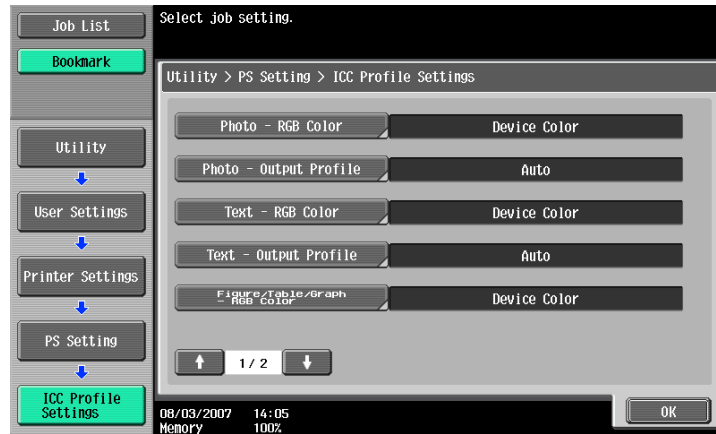 Job List
Bookmark
Utility
User Settings
Printer Settings
PS Setting
ICC Profile
Settings
Select job setting.
Utility > PS Setting > ICC Profile Settings
Photo - RGB Color Device Color
Photo - Output Profile Auto
Text - RGB Color Device Color
Text - Output Profile Auto
Figure/Table/Graph
- RGB Color Device Color
1/ 2
08/03/2007 14:05
Memory 100%
OK